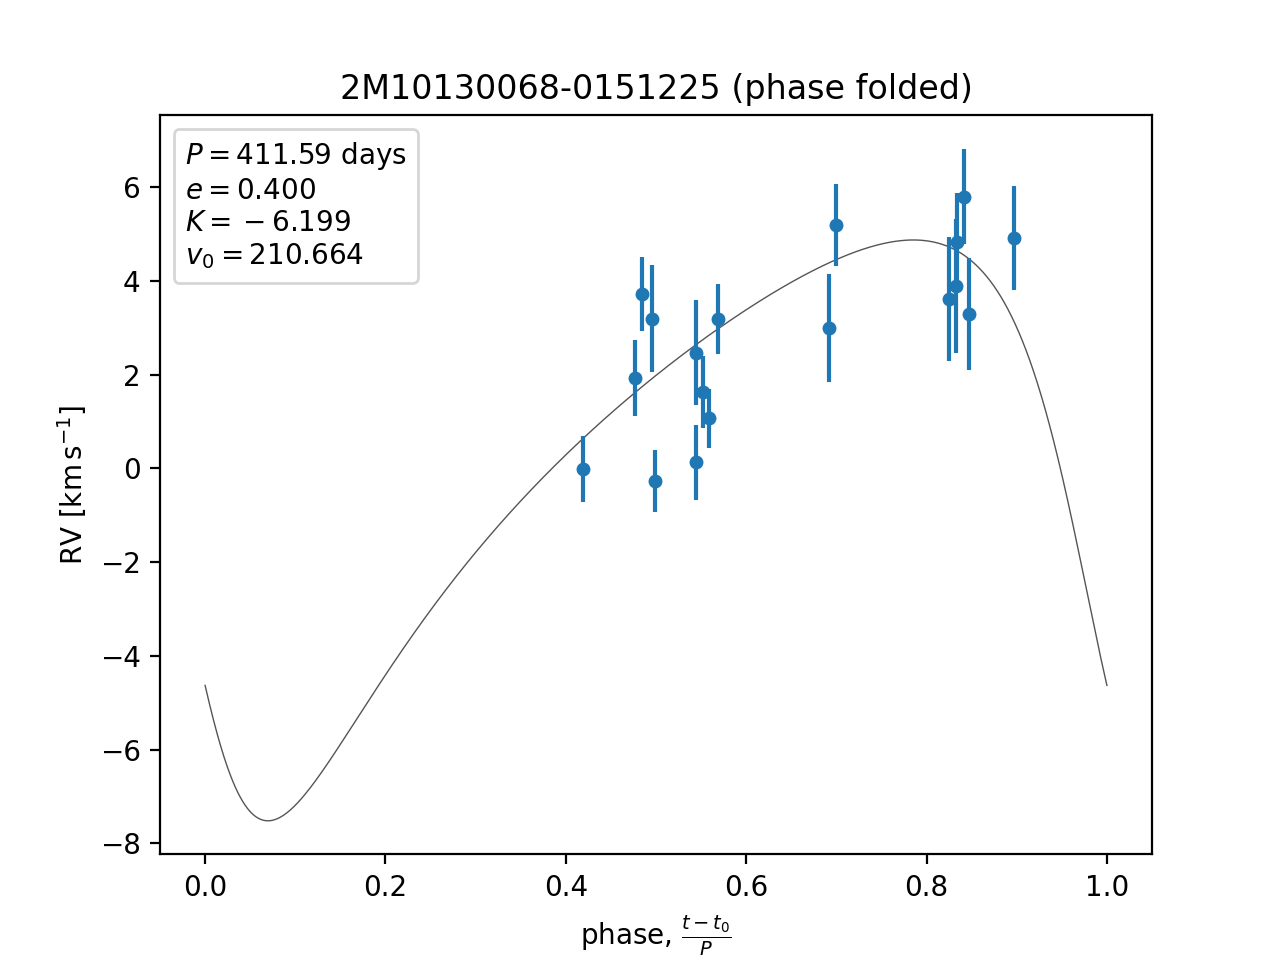 2M10130068-0151225 (phase folded)
P = 411.59 days
e = 0.400
K = −6.199
v₀ = 210.664
6
4
2
0
−2
−4
−6
−8
RV [km s⁻¹]
0.0 0.2 0.4 0.6 0.8 1.0
phase, (t − t₀)/P